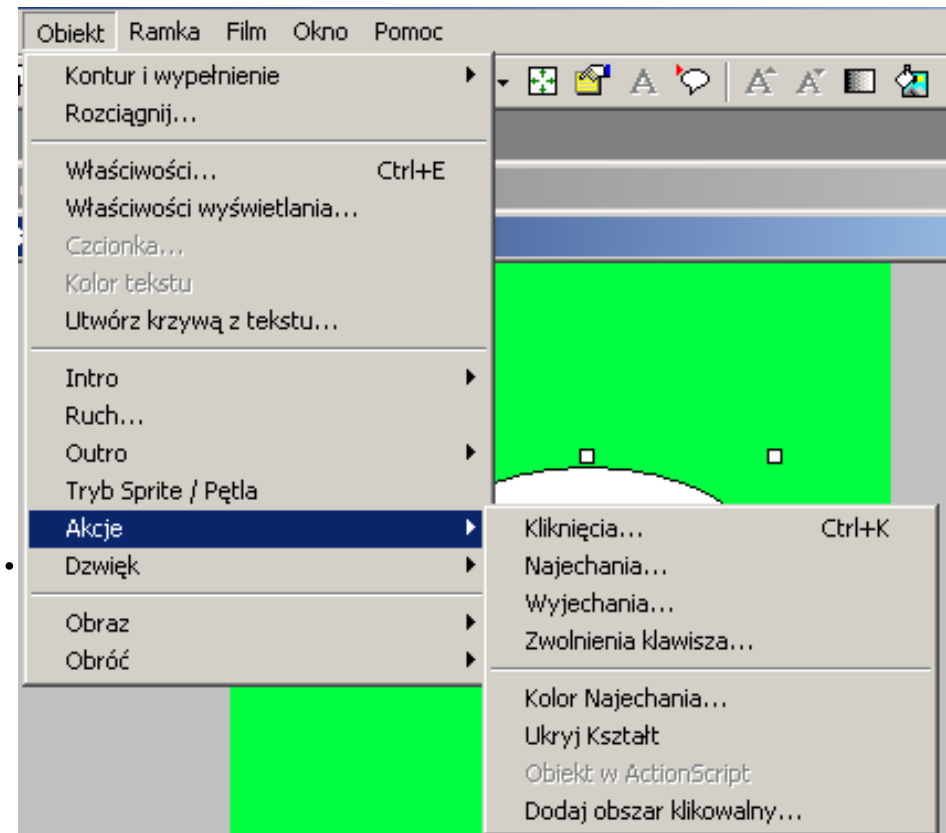 Obiekt Ramka Film Okno Pomoc
Kontur i wypełnienie
Rozciągnij...
Właściwości... Ctrl+E
Właściwości wyświetlania...
Czcionka...
Kolor tekstu
Utwórz krzywą z tekstu...
Intro
Ruch...
Outro
Tryb Sprite / Pętla
Akcje
Dzwięk
Obraz
Obróć
Kliknięcia... Ctrl+K
Najechania...
Wyjechania...
Zwolnienia klawisza...
Kolor Najechania...
Ukryj Kształt
Obiekt w ActionScript
Dodaj obszar klikowalny...